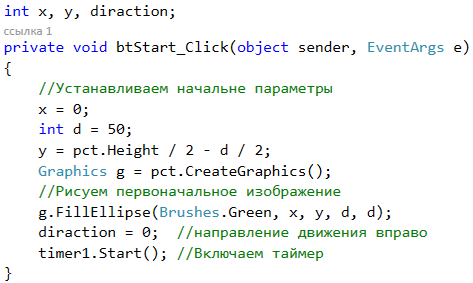 int x, y, diraction;
ссылка 1
private void btStart_Click(object sender, EventArgs e)
{
    //Устанавливаем начальне параметры
    x = 0;
    int d = 50;
    y = pct.Height / 2 - d / 2;
    Graphics g = pct.CreateGraphics();
    //Рисуем первоначальное изображение
    g.FillEllipse(Brushes.Green, x, y, d, d);
    diraction = 0;  //направление движения вправо
    timer1.Start(); //Включаем таймер
}